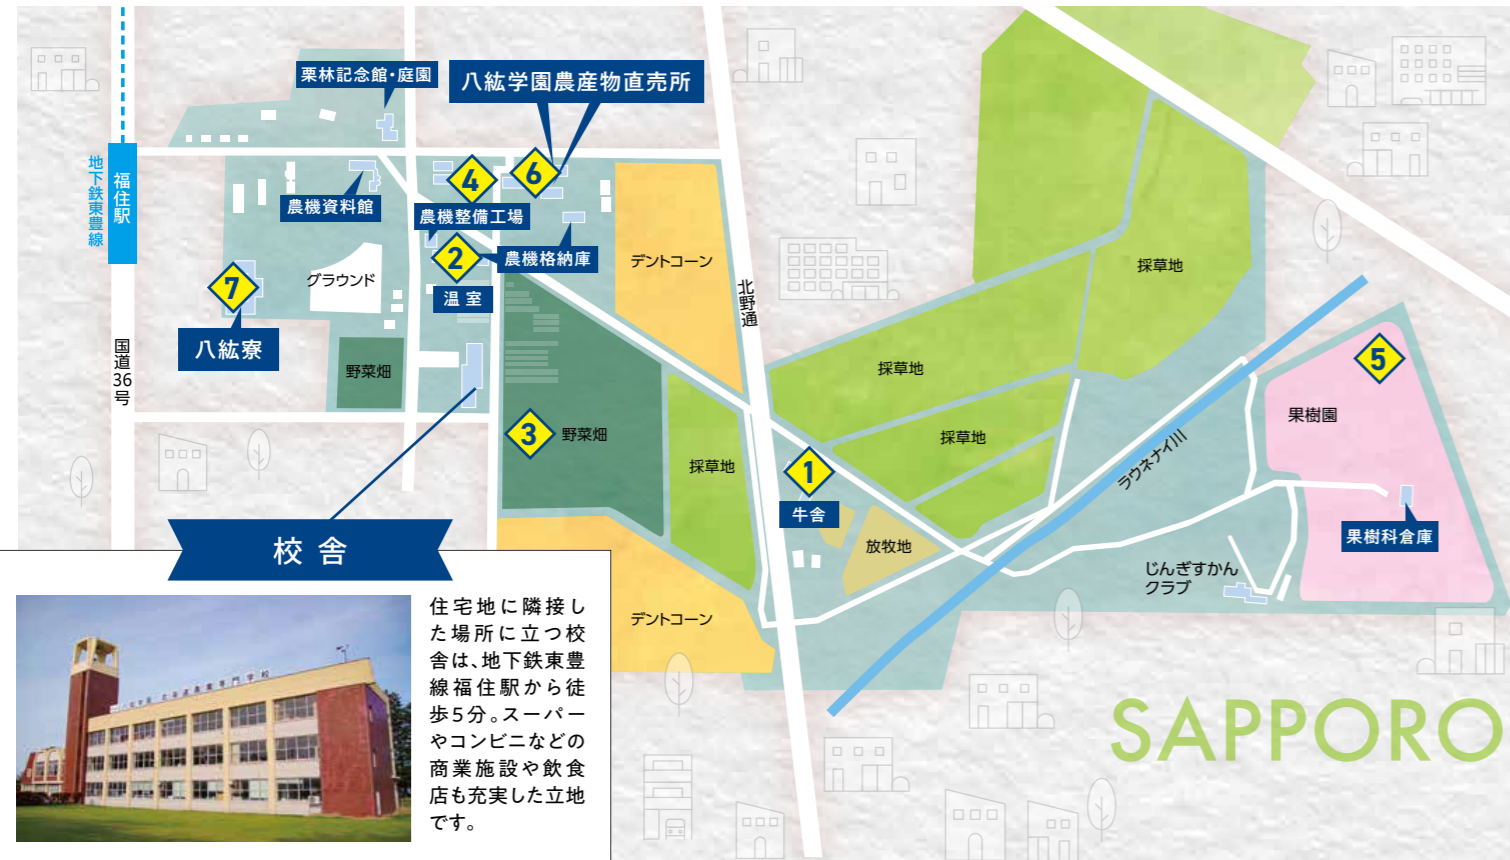 栗林記念館・庭園
八紘学園農産物直売所
地下鉄東豊線
福住駅
農機資料館
4
6
農機整備工場
2
農機格納庫
温室
デントコーン
グラウンド
7
八紘寮
野菜畑
国道36号
北野通
採草地
採草地
採草地
採草地
3
野菜畑
1
牛舎
放牧地
ラウネナイ川
5
果樹園
果樹科倉庫
じんぎすかん
クラブ
デントコーン
校舎
住宅地に隣接し
た場所に立つ校
舎は、地下鉄東豊
線福住駅から徒
歩5分。スーパー
やコンビニなどの
商業施設や飲食
店も充実した立地
です。
SAPPORO